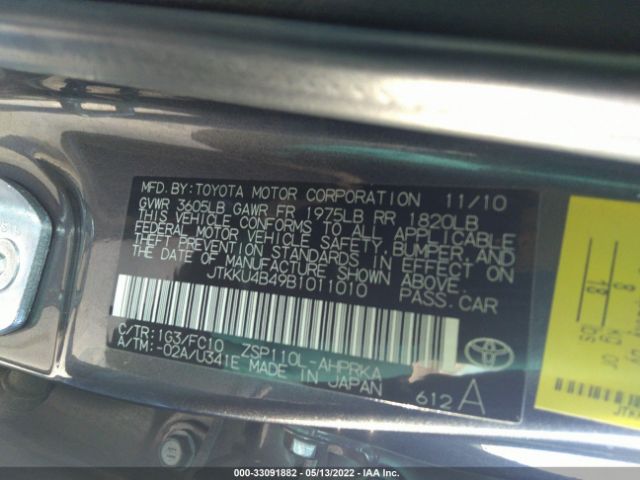 MFD. BY: TOYOTA MOTOR CORPORATION 11/10
GVWR 3605LB GAWR FR 1975LB RR 1820LB
THIS VEHICLE CONFORMS TO ALL APPLICABLE
FEDERAL MOTOR VEHICLE SAFETY, BUMPER, AND
THEFT PREVENTION STANDARDS IN EFFECT ON
THE DATE OF MANUFACTURE SHOWN ABOVE.
JTKKU4B49B1011010 PASS. CAR
C/TR: 1G3/FC10 ZSP110L-AHPRKA
A/TM: -02A/U341E MADE IN JAPAN
612 A
kg or
000-33091882 - 05/13/2022 - IAA Inc.